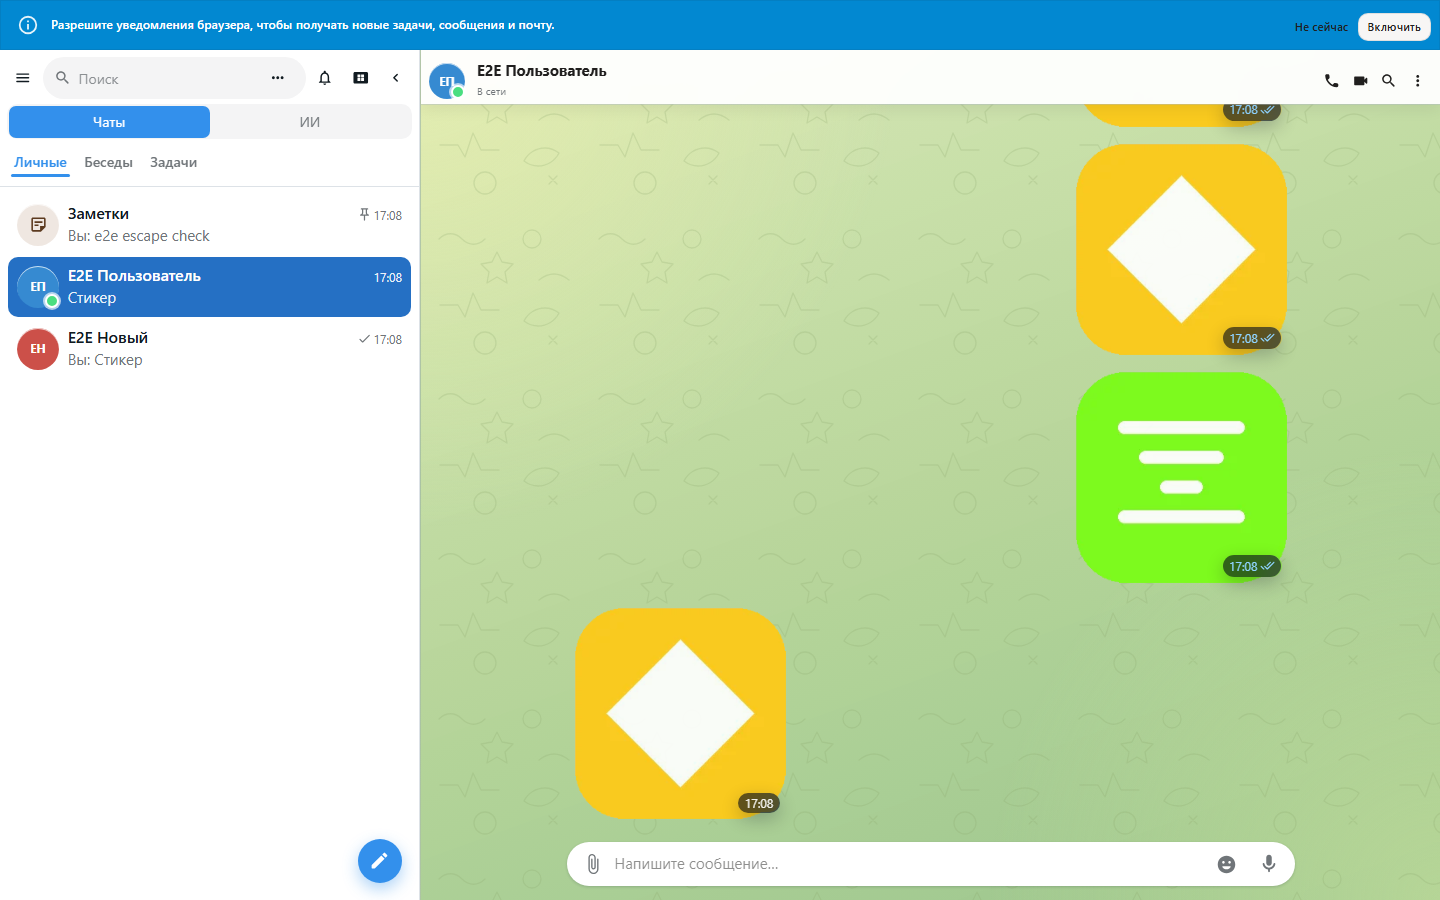 Разрешите уведомления браузера, чтобы получать новые задачи, сообщения и почту.
Не сейчас
Включить
Поиск
Чаты
ИИ
Личные
Беседы
Задачи
Заметки
17:08
Вы: e2e escape check
ЕП
E2E Пользователь
17:08
Стикер
ЕН
E2E Новый
17:08
Вы: Стикер
ЕП
E2E Пользователь
В сети
17:08
17:08
17:08
17:08
Напишите сообщение...